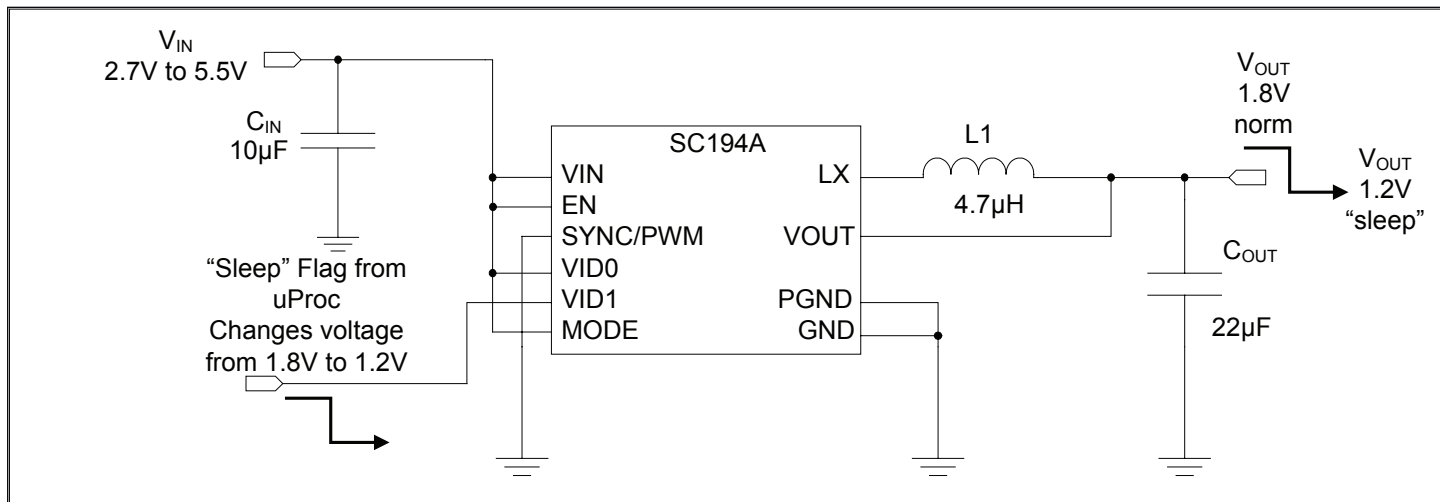 VIN
2.7V to 5.5V
CIN
10µF
“Sleep” Flag from
uProc
Changes voltage
from 1.8V to 1.2V
SC194A
VIN
EN
SYNC/PWM
VID0
VID1
MODE
LX
VOUT
PGND
GND
L1
4.7µH
VOUT
1.8V
norm
VOUT
1.2V
“sleep”
COUT
22µF